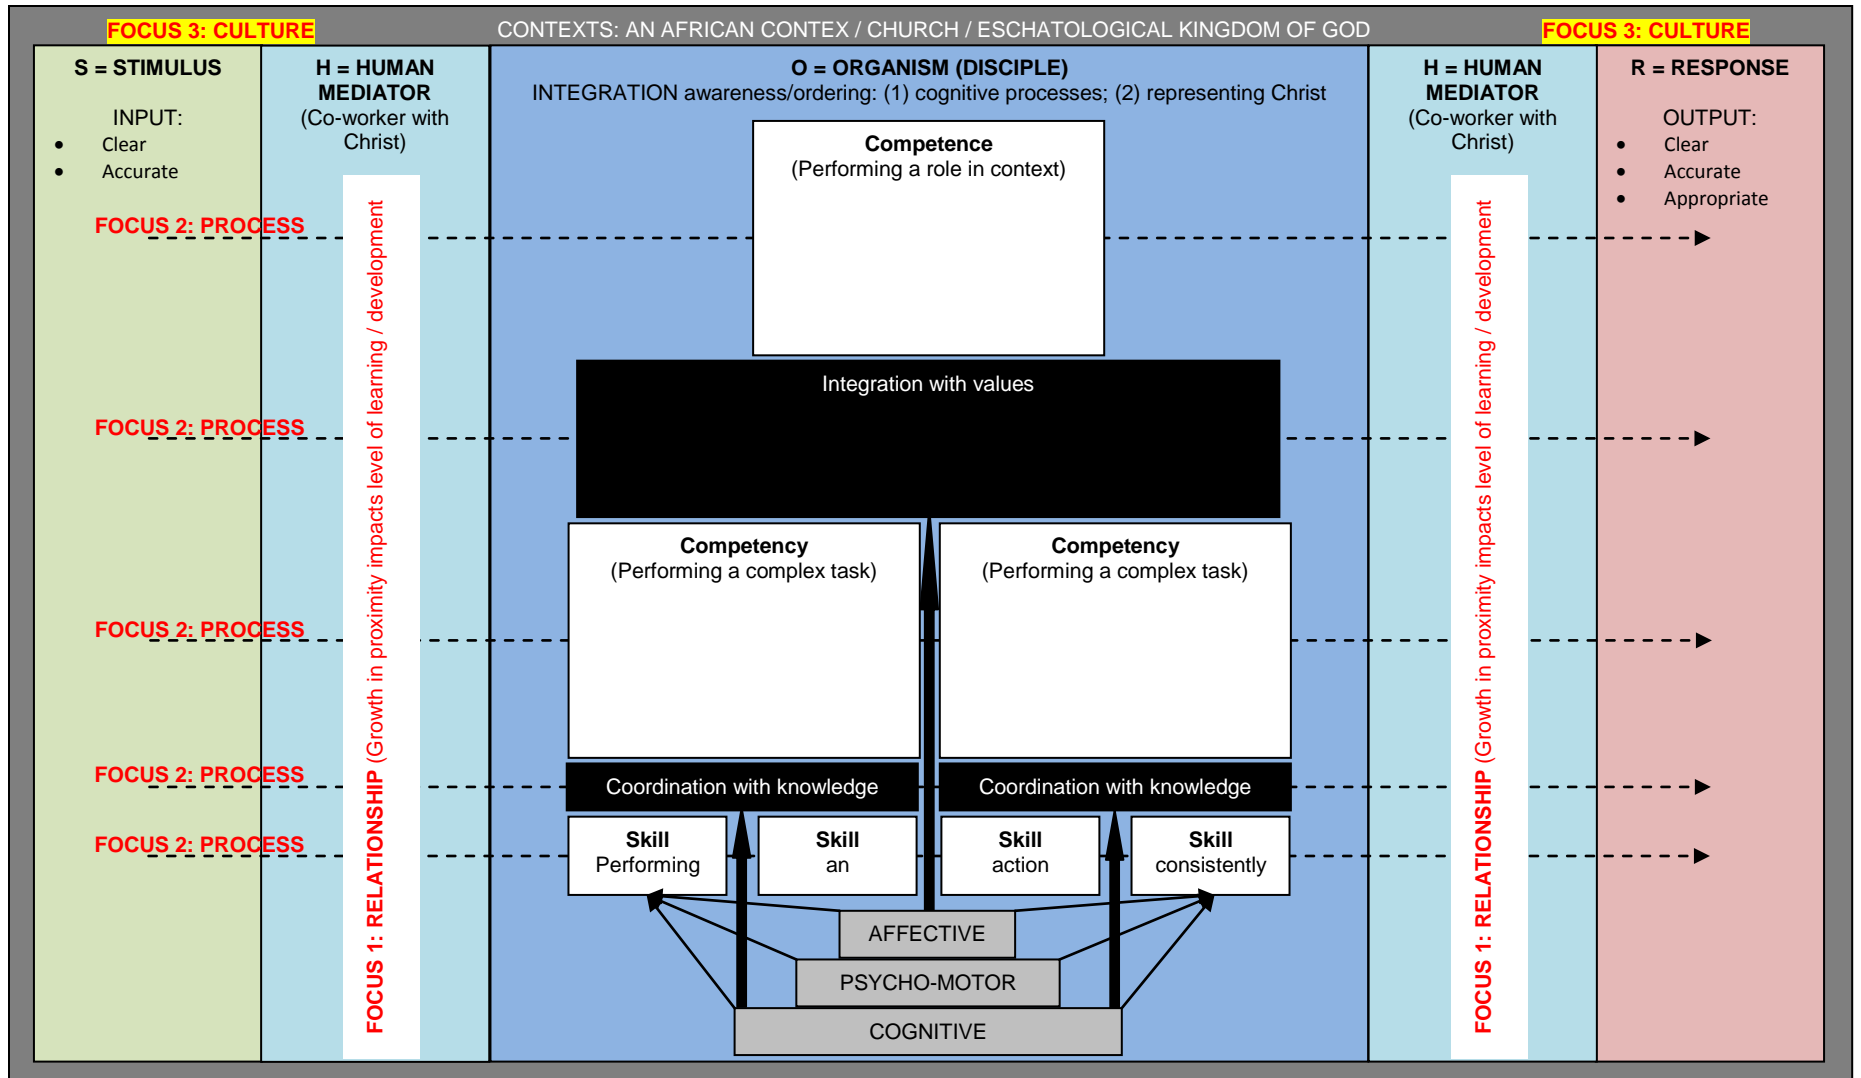 FOCUS 3: CULTURE
CONTEXTS: AN AFRICAN CONTEX / CHURCH / ESCHATOLOGICAL KINGDOM OF GOD
FOCUS 3: CULTURE
S = STIMULUS
INPUT:
• Clear
• Accurate
H = HUMAN
MEDIATOR
(Co-worker with
Christ)
O = ORGANISM (DISCIPLE)
INTEGRATION awareness/ordering: (1) cognitive processes; (2) representing Christ
H = HUMAN
MEDIATOR
(Co-worker with
Christ)
R = RESPONSE
OUTPUT:
• Clear
• Accurate
• Appropriate
FOCUS 2: PROCESS
FOCUS 2: PROCESS
FOCUS 2: PROCESS
FOCUS 2: PROCESS
FOCUS 2: PROCESS
FOCUS 1: RELATIONSHIP (Growth in proximity impacts level of learning / development
Competence
(Performing a role in context)
Integration with values
Competency
(Performing a complex task)
Competency
(Performing a complex task)
Coordination with knowledge
Coordination with knowledge
Skill
Performing
Skill
an
Skill
action
Skill
consistently
AFFECTIVE
PSYCHO-MOTOR
COGNITIVE
FOCUS 1: RELATIONSHIP (Growth in proximity impacts level of learning / development